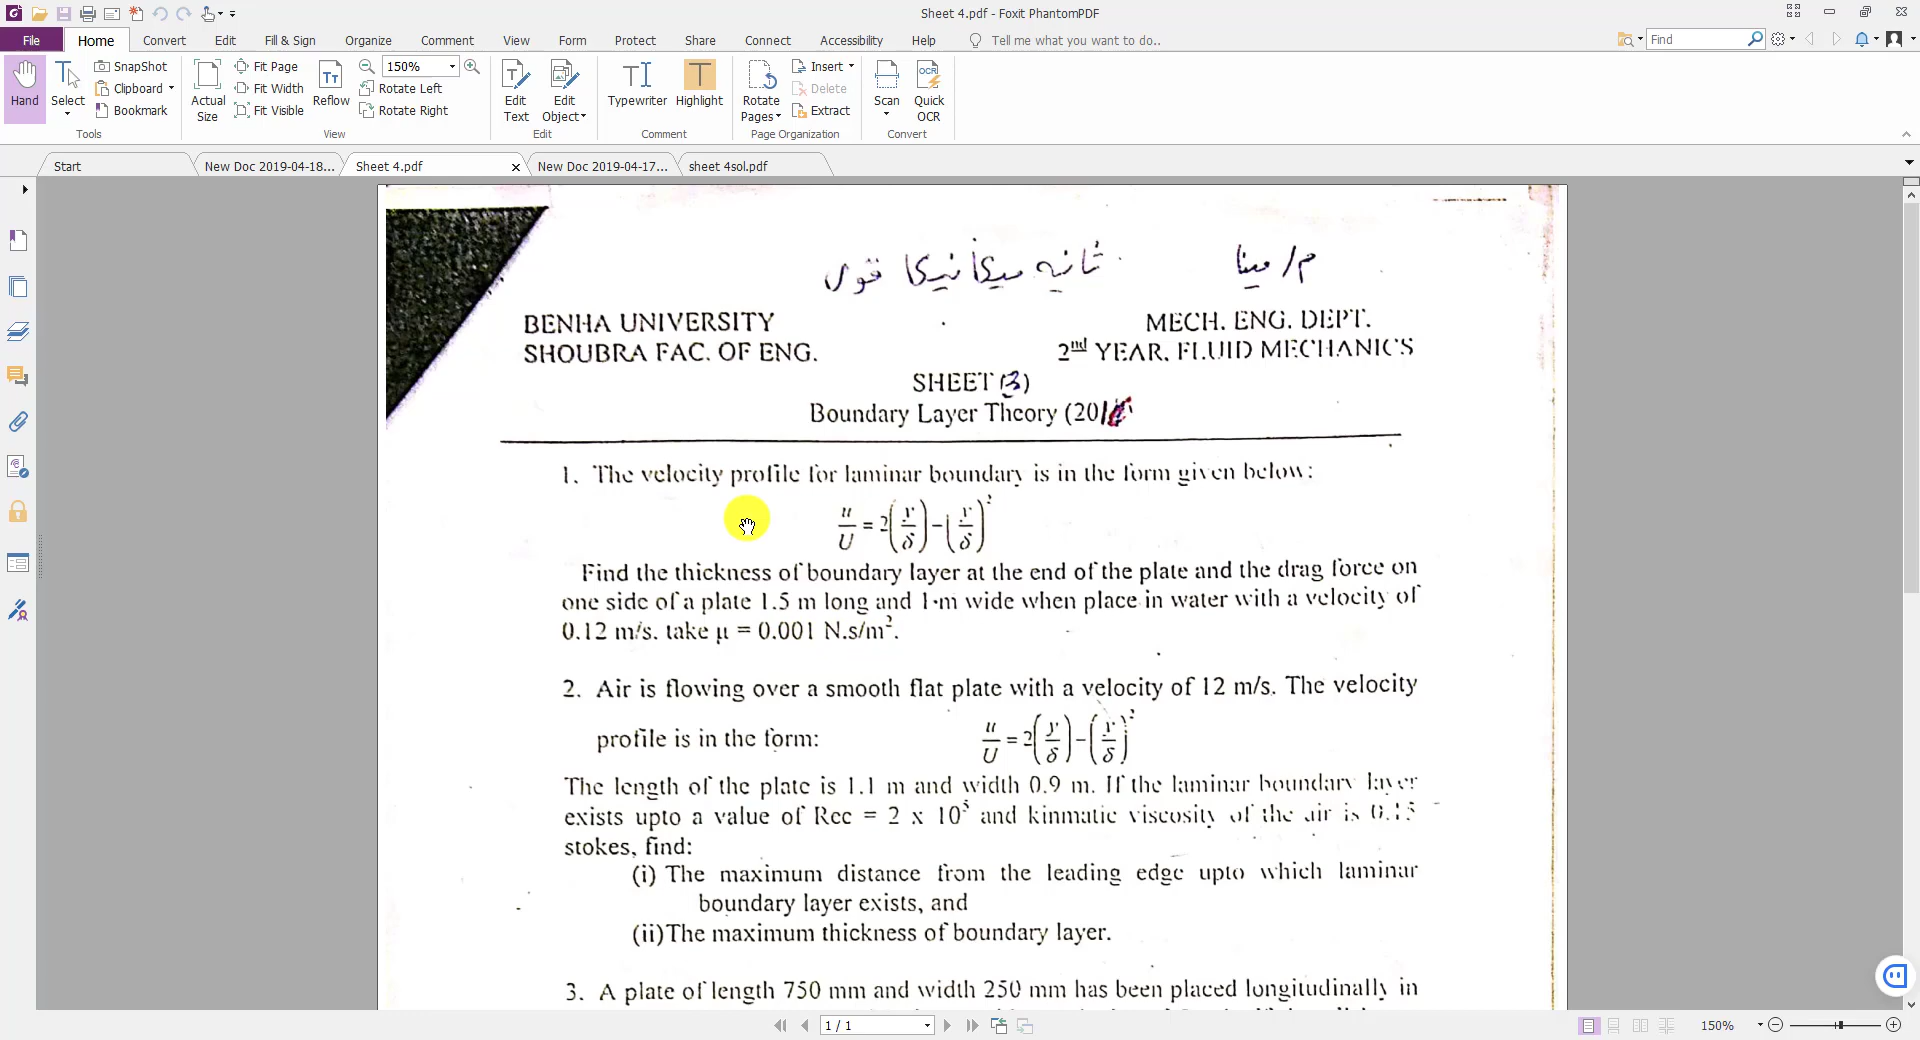 Sheet 4.pdf - Foxit PhantomPDF
File Home Convert Edit Fill & Sign Organize Comment View Form Protect Share Connect Accessibility Help Tell me what you want to do.. Find
Hand
Select
SnapShot
Clipboard
Bookmark
Tools
Actual Size
Fit Page
Fit Width
Fit Visible
Reflow
150%
Rotate Left
Rotate Right
View
Edit Text
Edit Object
Edit
Typewriter
Highlight
Comment
Rotate Pages
Insert
Delete
Extract
Page Organization
Scan
Quick OCR
Convert
Start New Doc 2019-04-18... Sheet 4.pdf New Doc 2019-04-17... sheet 4sol.pdf
م/ مينا
ثانيه ميكانيكا قوى
BENHA UNIVERSITY MECH. ENG. DEPT.
SHOUBRA FAC. OF ENG. 2nd YEAR, FLUID MECHANICS
SHEET (3)
Boundary Layer Theory (201
1. The velocity profile for laminar boundary is in the form given below:
u/U = 2(y/δ) - (y/δ)²
Find the thickness of boundary layer at the end of the plate and the drag force on
one side of a plate 1.5 m long and 1 m wide when place in water with a velocity of
0.12 m/s. take μ = 0.001 N.s/m².
2. Air is flowing over a smooth flat plate with a velocity of 12 m/s. The velocity
profile is in the form: u/U = 2(y/δ) - (y/δ)²
The length of the plate is 1.1 m and width 0.9 m. If the laminar boundary layer
exists upto a value of Rec = 2 x 10⁵ and kinmatic viscosity of the air is 0.15
stokes, find:
(i) The maximum distance from the leading edge upto which laminar
boundary layer exists, and
(ii)The maximum thickness of boundary layer.
3. A plate of length 750 mm and width 250 mm has been placed longitudinally in
1 / 1
150%